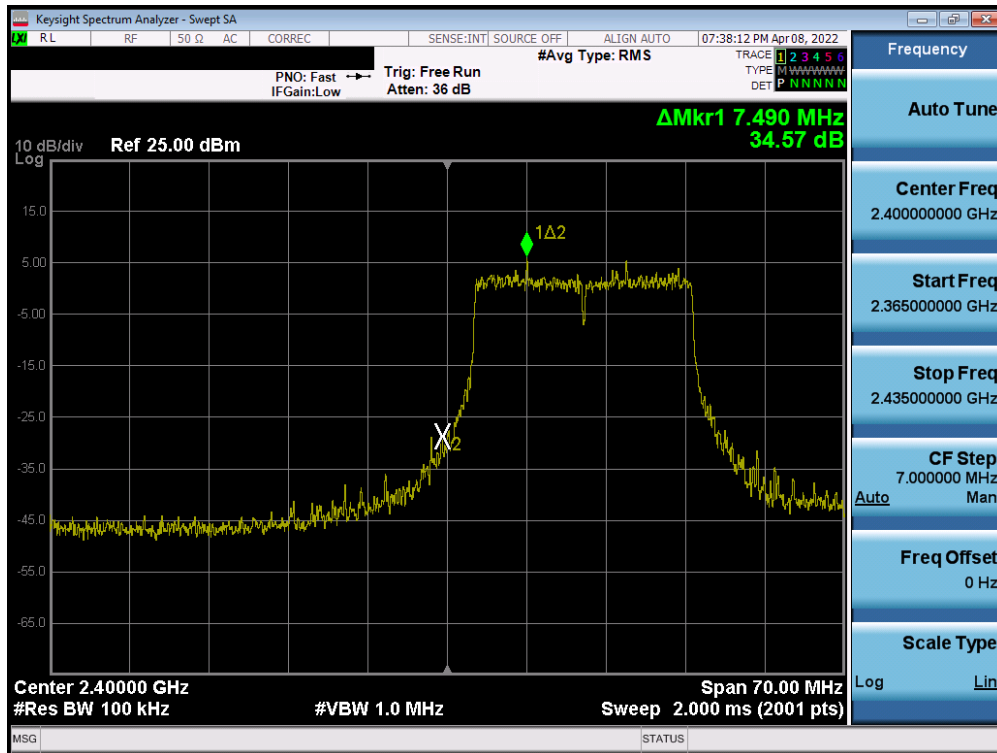 Keysight Spectrum Analyzer - Swept SA
LXI RL RF 50 Ω AC CORREC SENSE:INT SOURCE OFF ALIGN AUTO 07:38:12 PM Apr 08, 2022
PNO: Fast
IFGain:Low
Trig: Free Run
Atten: 36 dB
#Avg Type: RMS
TRACE 1 2 3 4 5 6
TYPE M WWWWW
DET P N N N N N
ΔMkr1 7.490 MHz
34.57 dB
10 dB/div Ref 25.00 dBm
Log
15.0
5.00
-5.00
-15.0
-25.0
-35.0
-45.0
-55.0
-65.0
1Δ2
X2
Center 2.40000 GHz Span 70.00 MHz
#Res BW 100 kHz #VBW 1.0 MHz Sweep 2.000 ms (2001 pts)
MSG STATUS
Frequency
Auto Tune
Center Freq
2.400000000 GHz
Start Freq
2.365000000 GHz
Stop Freq
2.435000000 GHz
CF Step
7.000000 MHz
Auto Man
Freq Offset
0 Hz
Scale Type
Log Lin